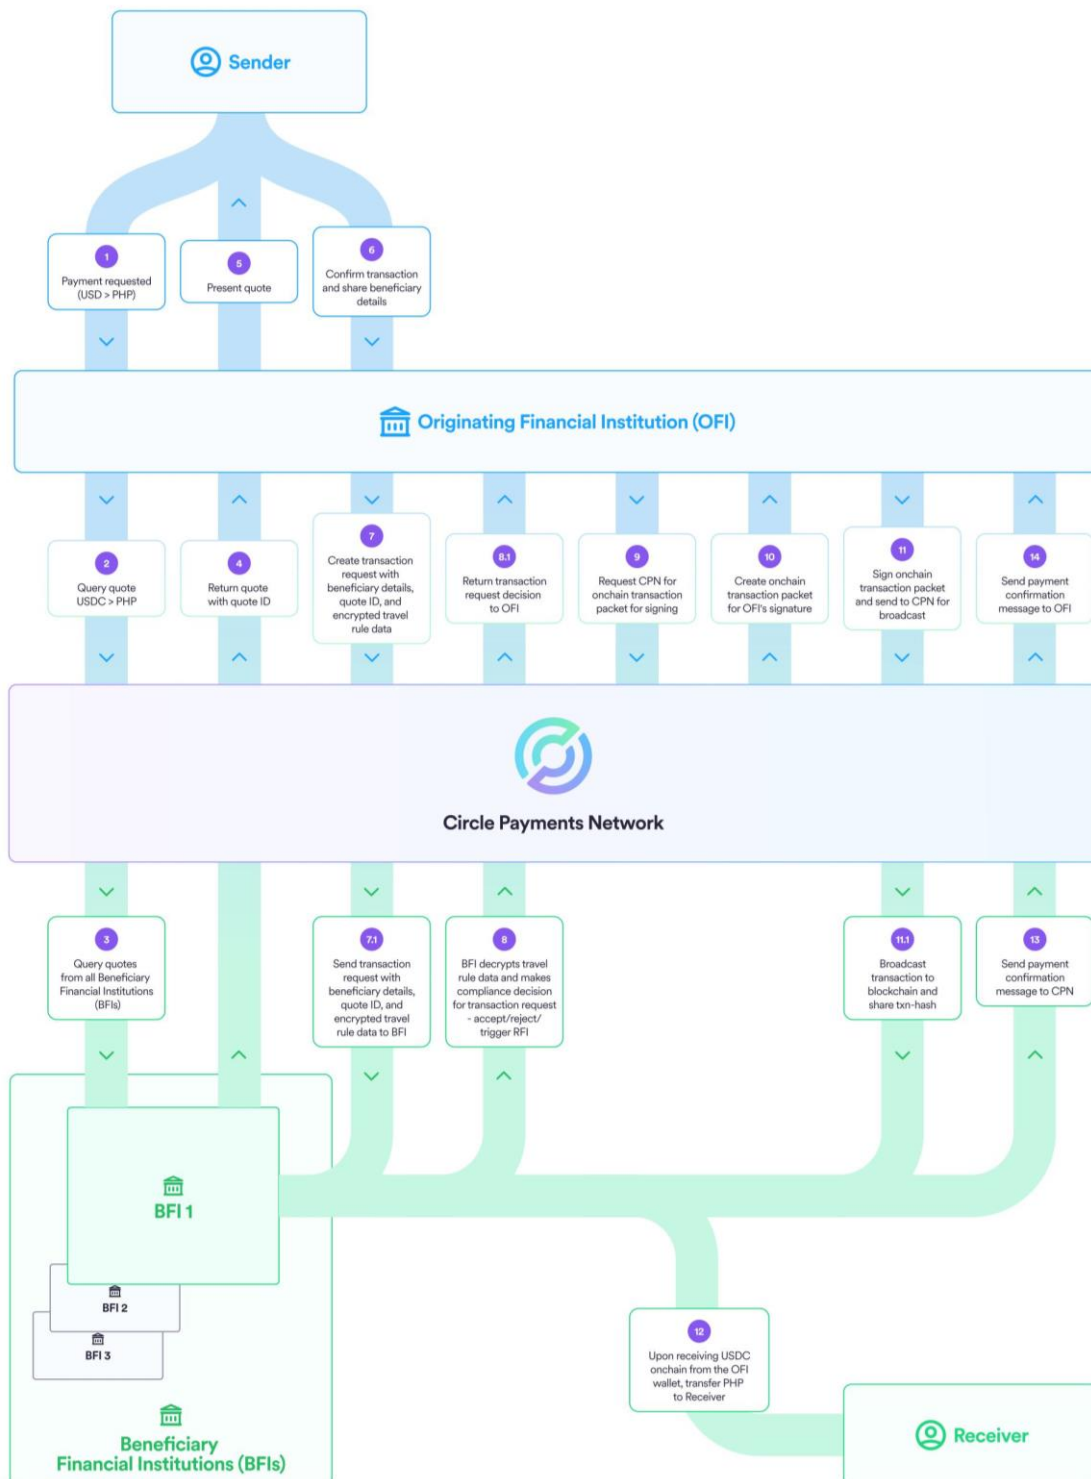 Sender
1
Payment requested
(USD > PHP)
5
Present quote
6
Confirm transaction
and share beneficiary
details
Originating Financial Institution (OFI)
2
Query quote
USDC > PHP
4
Return quote
with quote ID
7
Create transaction
request with
beneficiary details,
quote ID, and
encrypted travel
rule data
8.1
Return transaction
request decision
to OFI
9
Request CPN for
onchain transaction
packet for signing
10
Create onchain
transaction packet
for OFI's signature
11
Sign onchain
transaction packet
and send to CPN for
broadcast
14
Send payment
confirmation
message to OFI
Circle Payments Network
3
Query quotes
from all Beneficiary
Financial Institutions
(BFIs)
7.1
Send transaction
request with
beneficiary details,
quote ID, and
encrypted travel
rule data to BFI
8
BFI decrypts travel
rule data and makes
compliance decision
for transaction request
- accept/reject/
trigger RFI
11.1
Broadcast
transaction to
blockchain and
share txn-hash
13
Send payment
confirmation
message to CPN
BFI 1
BFI 2
BFI 3
Beneficiary
Financial Institutions (BFIs)
12
Upon receiving USDC
onchain from the OFI
wallet, transfer PHP
to Receiver
Receiver